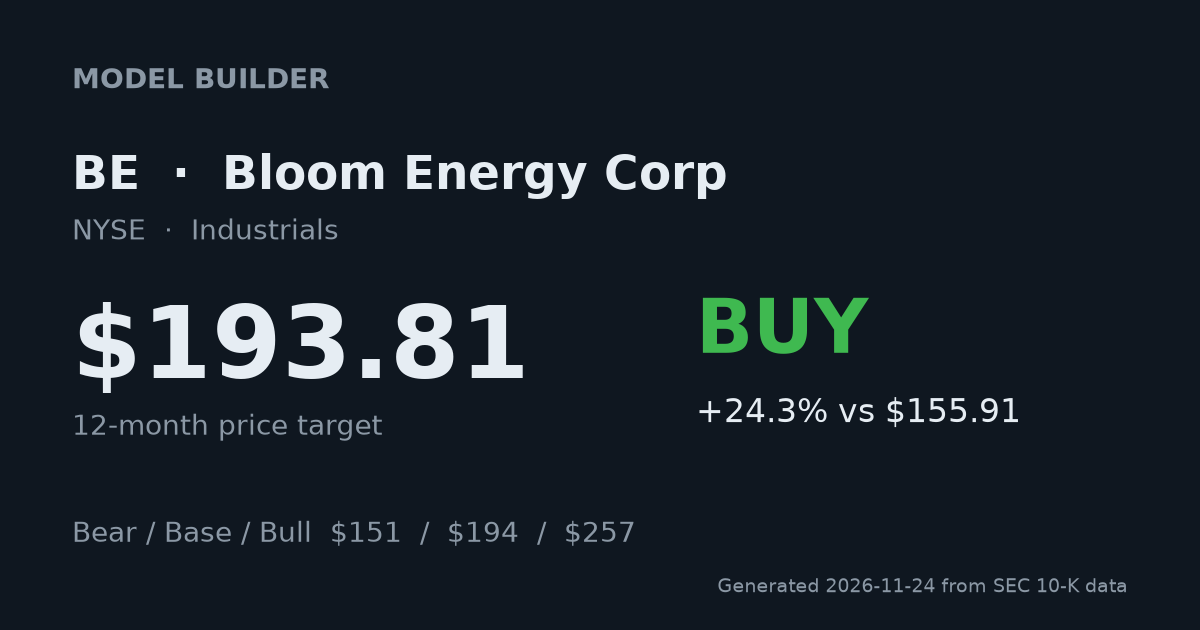 MODEL BUILDER
BE · Bloom Energy Corp
NYSE · Industrials
$193.81
12-month price target
BUY
+24.3% vs $155.91
Bear / Base / Bull $151 / $194 / $257
Generated 2026-11-24 from SEC 10-K data